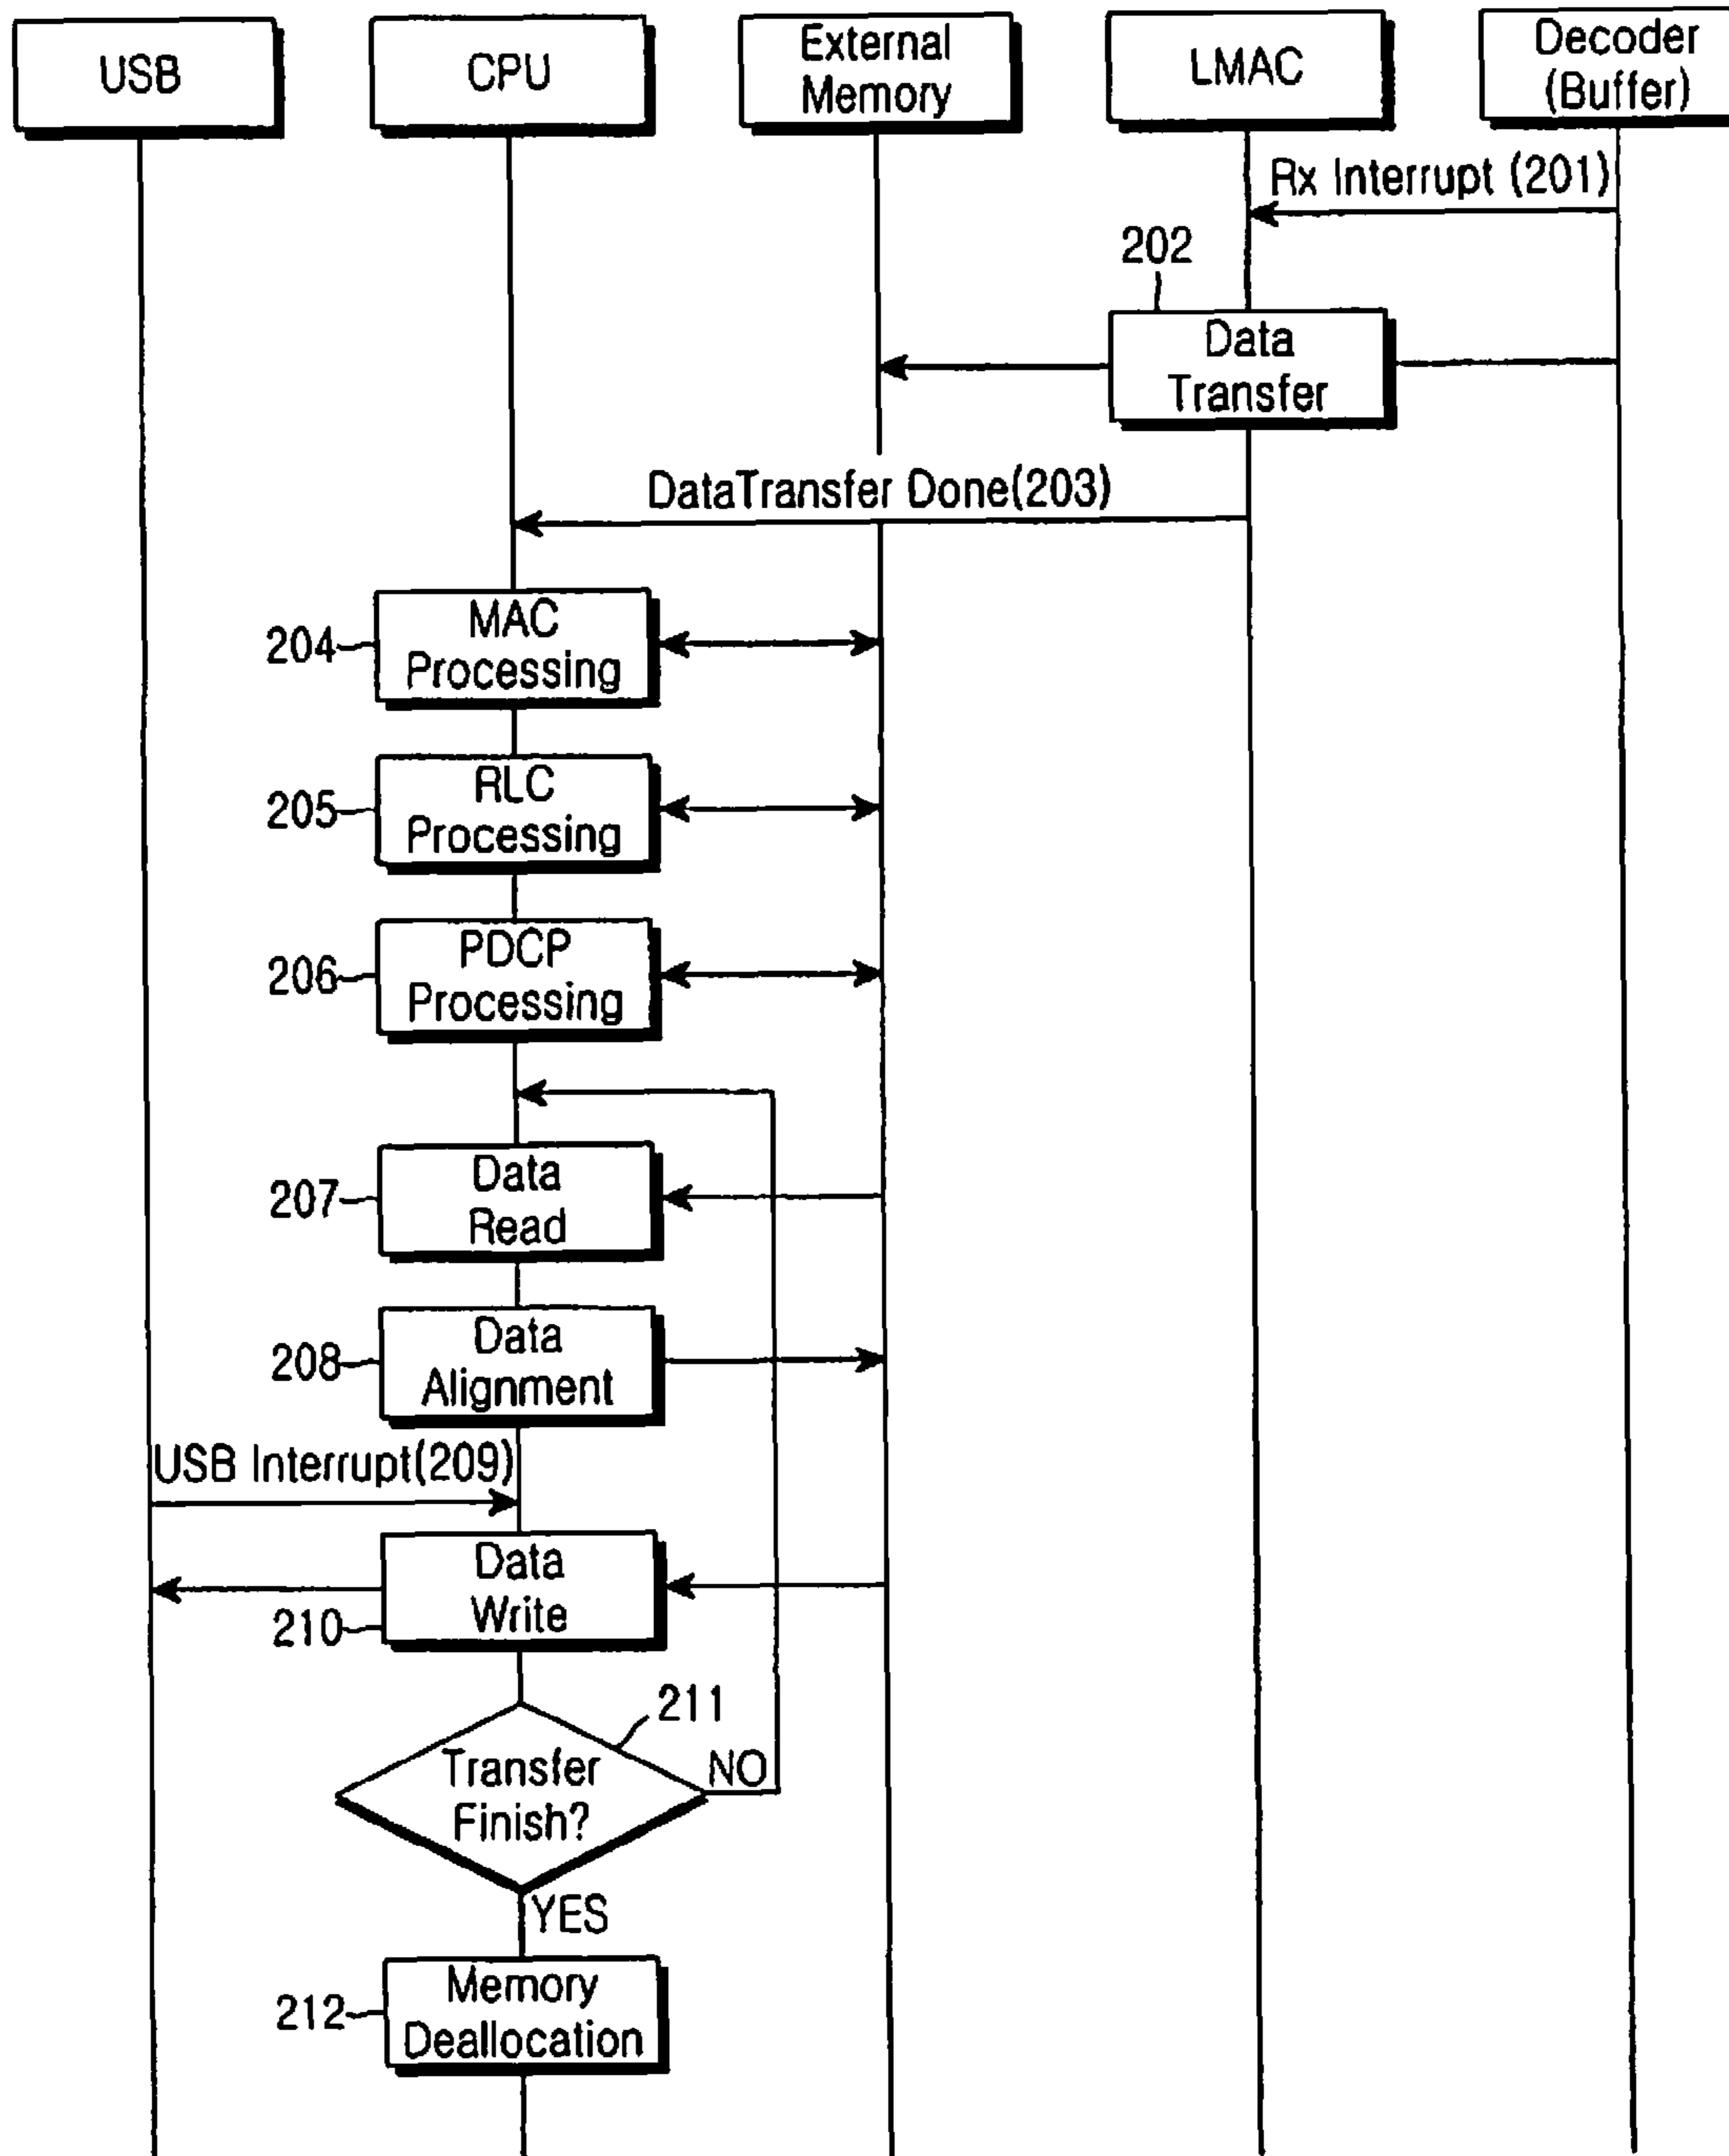 USB
CPU
External
Memory
LMAC
Decoder
(Buffer)
Rx Interrupt (201)
202
Data
Transfer
DataTransfer Done(203)
204
MAC
Processing
205
RLC
Processing
206
PDCP
Processing
207
Data
Read
208
Data
Alignment
USB Interrupt(209)
210
Data
Write
211
Transfer
Finish?
NO
YES
212
Memory
Deallocation